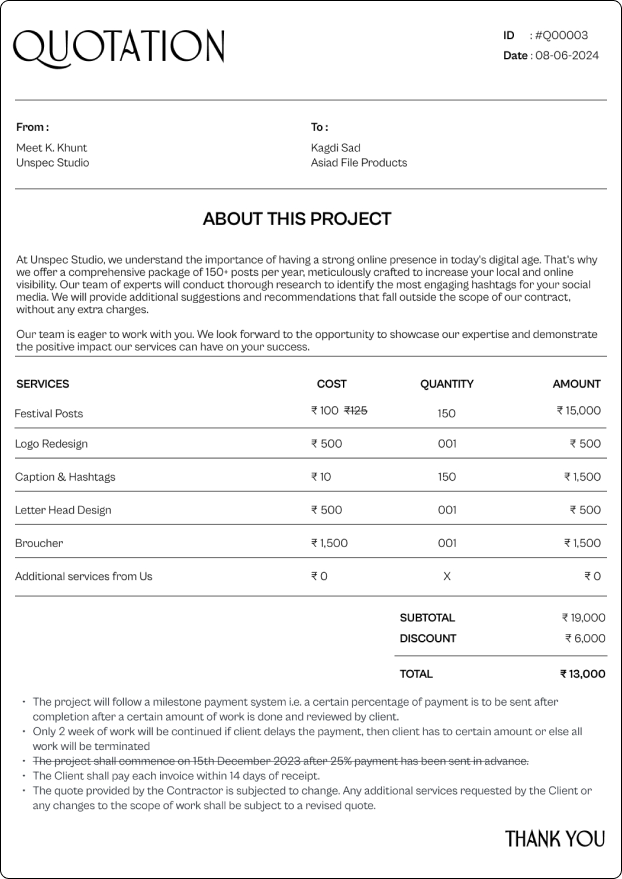 QUOTATION
ID : #Q00003
Date : 08-06-2024
From :
Meet K. Khunt
Unspec Studio
To :
Kagdi Sad
Asiad File Products
ABOUT THIS PROJECT
At Unspec Studio, we understand the importance of having a strong online presence in today's digital age. That's why
we offer a comprehensive package of 150+ posts per year, meticulously crafted to increase your local and online
visibility. Our team of experts will conduct thorough research to identify the most engaging hashtags for your social
media. We will provide additional suggestions and recommendations that fall outside the scope of our contract,
without any extra charges.
Our team is eager to work with you. We look forward to the opportunity to showcase our expertise and demonstrate
the positive impact our services can have on your success.
SERVICES COST QUANTITY AMOUNT
Festival Posts ₹ 100 ₹125 150 ₹ 15,000
Logo Redesign ₹ 500 001 ₹ 500
Caption & Hashtags ₹ 10 150 ₹ 1,500
Letter Head Design ₹ 500 001 ₹ 500
Broucher ₹ 1,500 001 ₹ 1,500
Additional services from Us ₹ 0 X ₹ 0
SUBTOTAL ₹ 19,000
DISCOUNT ₹ 6,000
TOTAL ₹ 13,000
• The project will follow a milestone payment system i.e. a certain percentage of payment is to be sent after
completion after a certain amount of work is done and reviewed by client.
• Only 2 week of work will be continued if client delays the payment, then client has to certain amount or else all
work will be terminated
• The project shall commence on 15th December 2023 after 25% payment has been sent in advance.
• The Client shall pay each invoice within 14 days of receipt.
• The quote provided by the Contractor is subjected to change. Any additional services requested by the Client or
any changes to the scope of work shall be subject to a revised quote.
THANK YOU